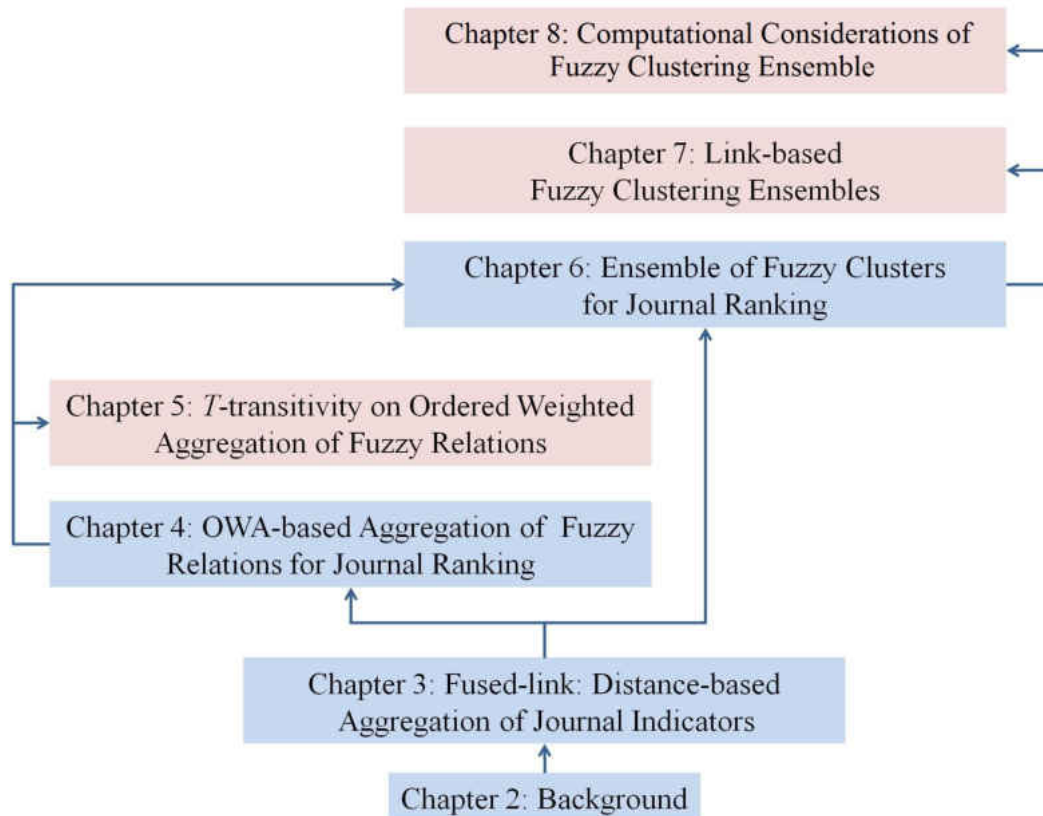 Chapter 8: Computational Considerations of
Fuzzy Clustering Ensemble
Chapter 7: Link-based
Fuzzy Clustering Ensembles
Chapter 6: Ensemble of Fuzzy Clusters
for Journal Ranking
Chapter 5: T-transitivity on Ordered Weighted
Aggregation of Fuzzy Relations
Chapter 4: OWA-based Aggregation of Fuzzy
Relations for Journal Ranking
Chapter 3: Fused-link: Distance-based
Aggregation of Journal Indicators
Chapter 2: Background